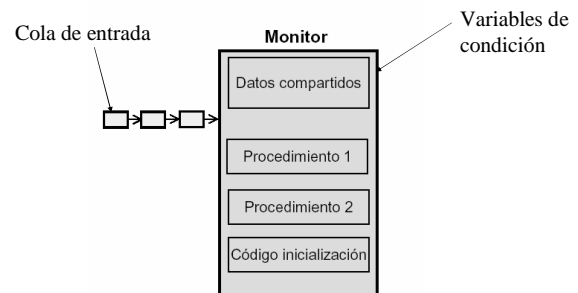 Cola de entrada
Variables de
condición
Monitor
Datos compartidos
Procedimiento 1
Procedimiento 2
Código inicialización